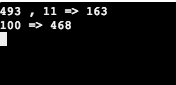 493 , 11 => 163
100 => 468